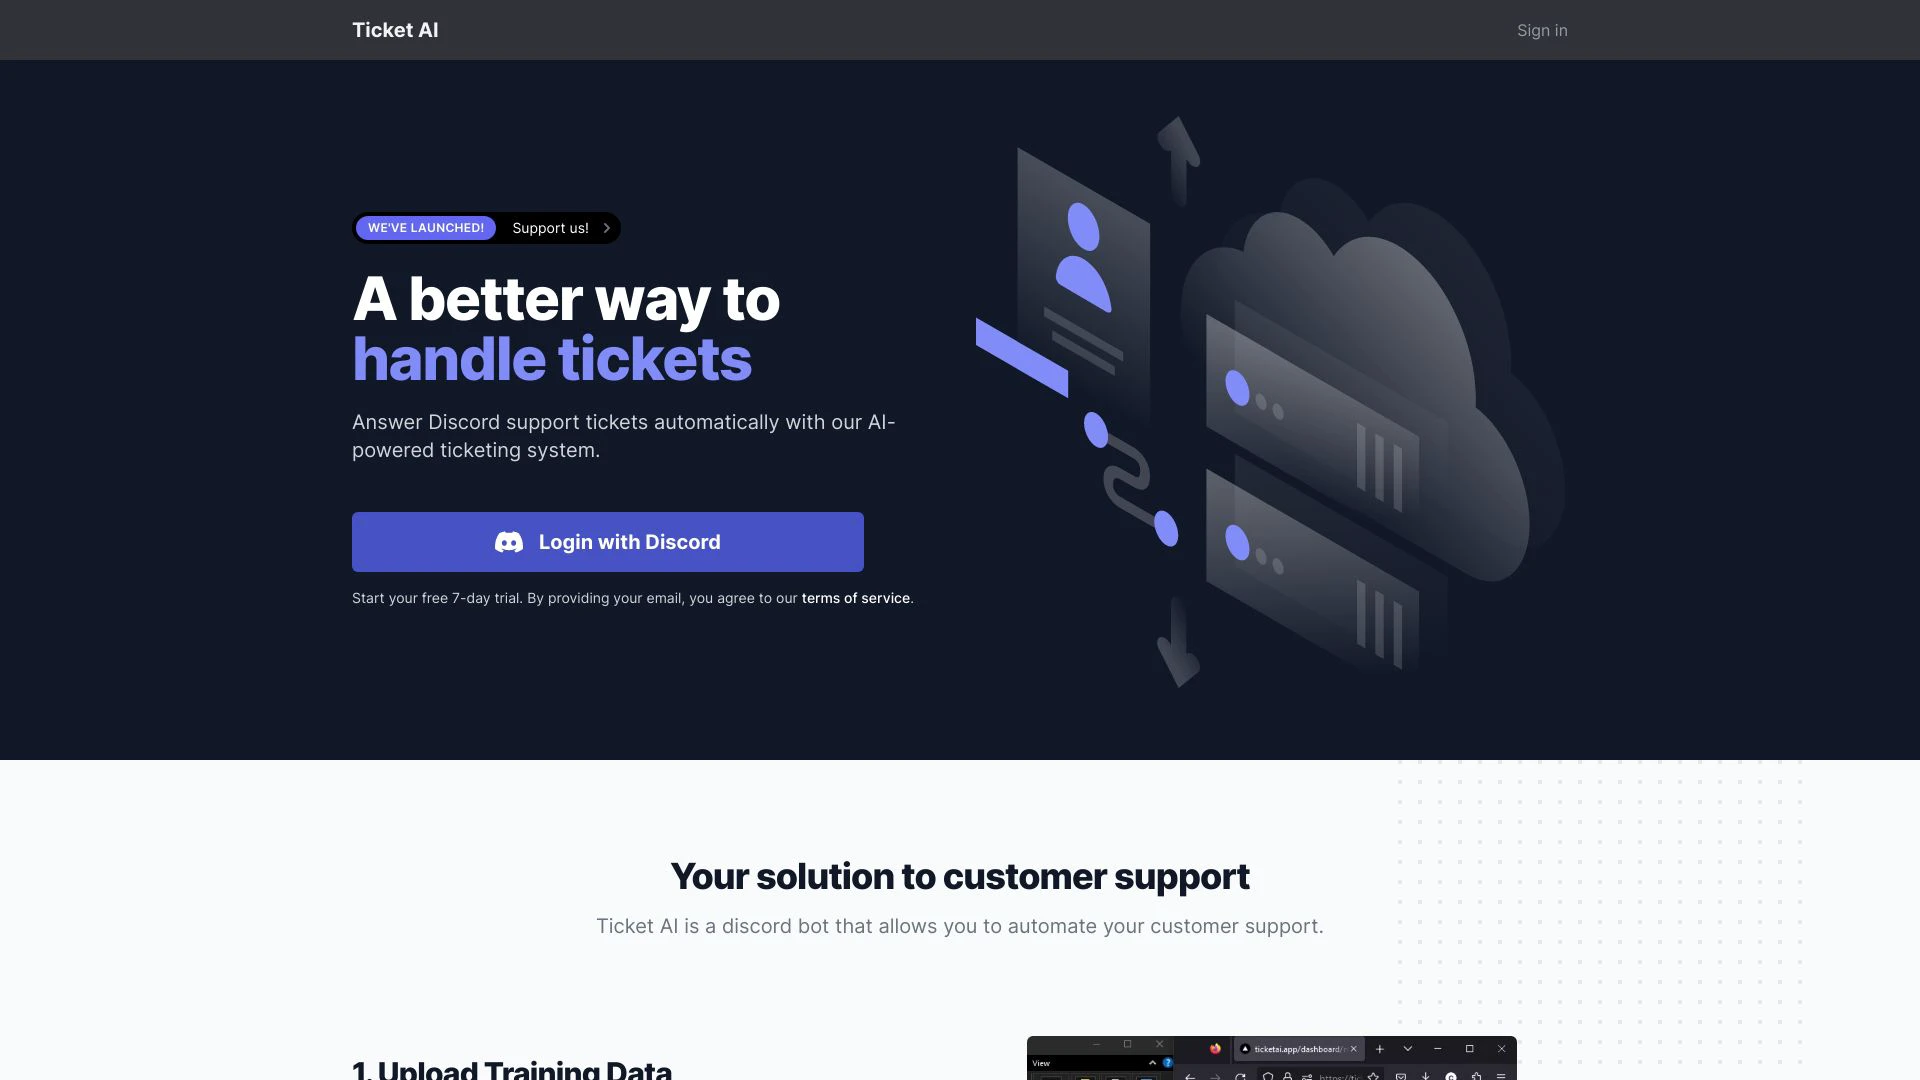 Ticket AI
Sign in
WE'VE LAUNCHED!
Support us!
A better way to
handle tickets
Answer Discord support tickets automatically with our AI-
powered ticketing system.
Login with Discord
Start your free 7-day trial. By providing your email, you agree to our terms of service.
Your solution to customer support
Ticket AI is a discord bot that allows you to automate your customer support.
1. Upload Training Data
View
ticketai.app/dashboard/